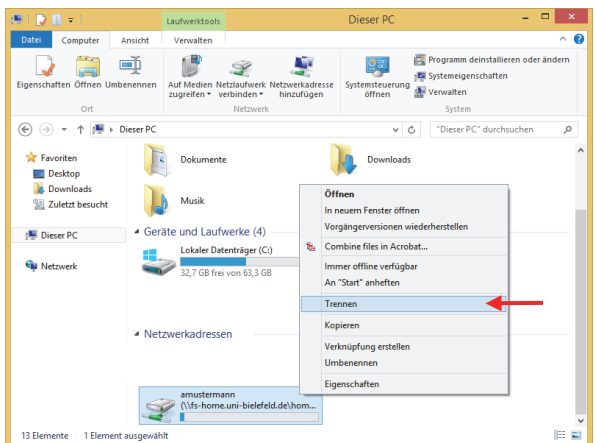 Laufwerktools
Dieser PC
Datei
Computer
Ansicht
Verwalten
Eigenschaften
Öffnen
Umbenennen
Auf Medien zugreifen
Netzlaufwerk verbinden
Netzwerkadresse hinzufügen
Systemsteuerung öffnen
Programm deinstallieren oder ändern
Systemeigenschaften
Verwalten
Ort
Netzwerk
System
Dieser PC
"Dieser PC" durchsuchen
Favoriten
Desktop
Downloads
Zuletzt besucht
Dieser PC
Netzwerk
Dokumente
Downloads
Musik
Geräte und Laufwerke (4)
Lokaler Datenträger (C:)
32,7 GB frei von 63,3 GB
Netzwerkadressen
amustermann
(\\fs-home.uni-bielefeld.de\hom...
Öffnen
In neuem Fenster öffnen
Vorgängerversionen wiederherstellen
Combine files in Acrobat...
Immer offline verfügbar
An "Start" anheften
Trennen
Kopieren
Verknüpfung erstellen
Umbenennen
Eigenschaften
13 Elemente
1 Element ausgewählt